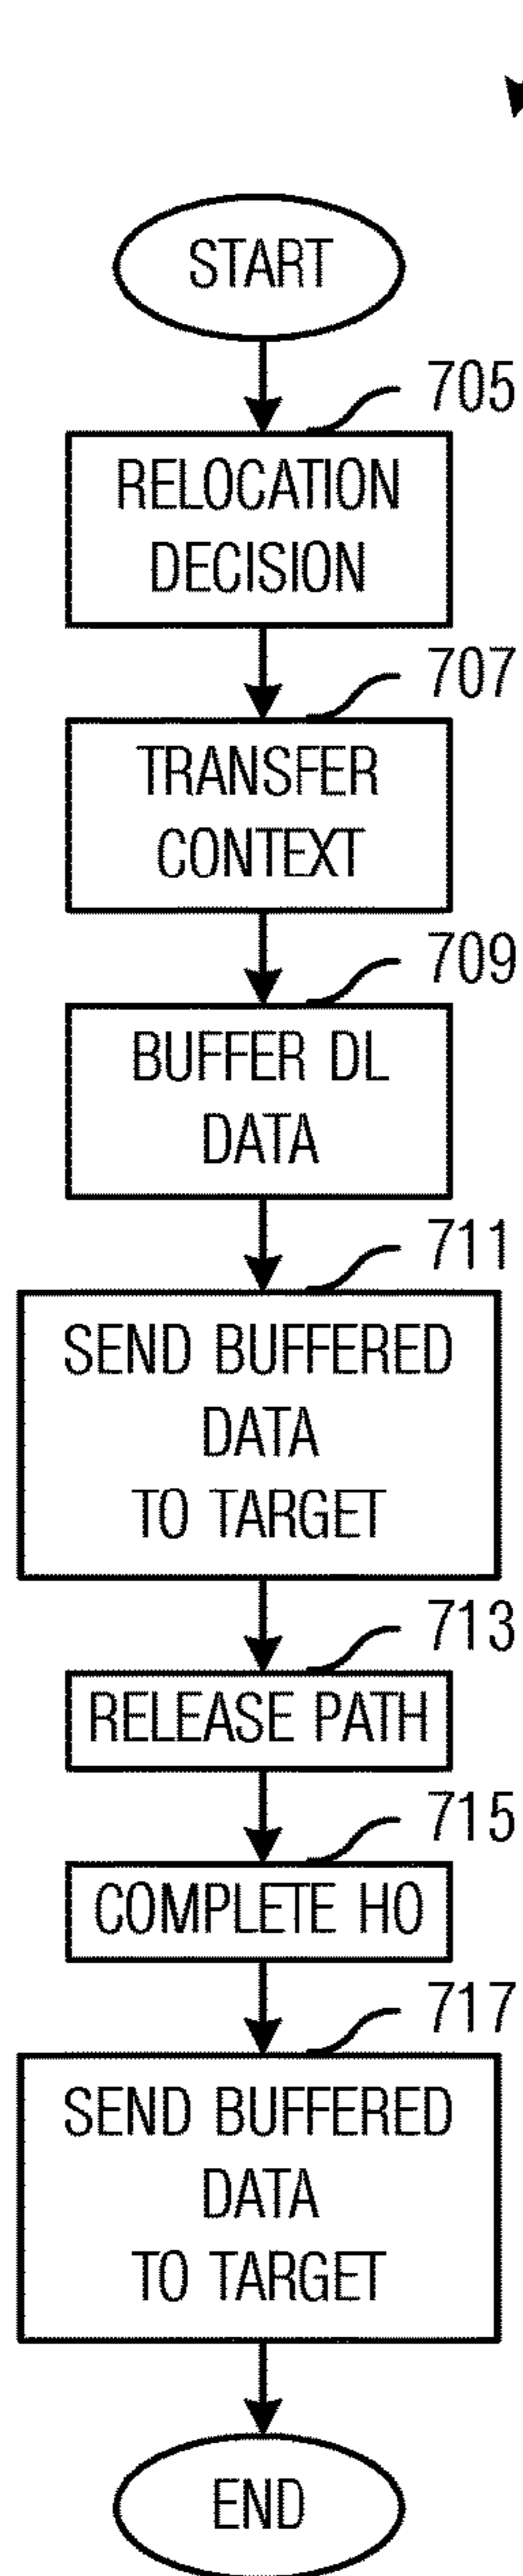 START
705
RELOCATION
DECISION
707
TRANSFER
CONTEXT
709
BUFFER DL
DATA
711
SEND BUFFERED
DATA
TO TARGET
713
RELEASE PATH
715
COMPLETE HO
717
SEND BUFFERED
DATA
TO TARGET
END